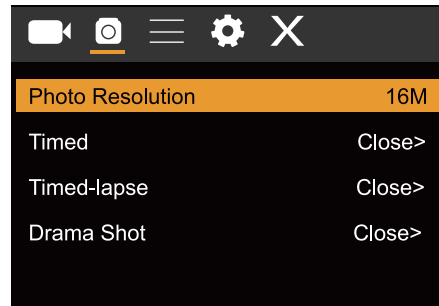 Photo Resolution 16M
Timed Close>
Timed-lapse Close>
Drama Shot Close>